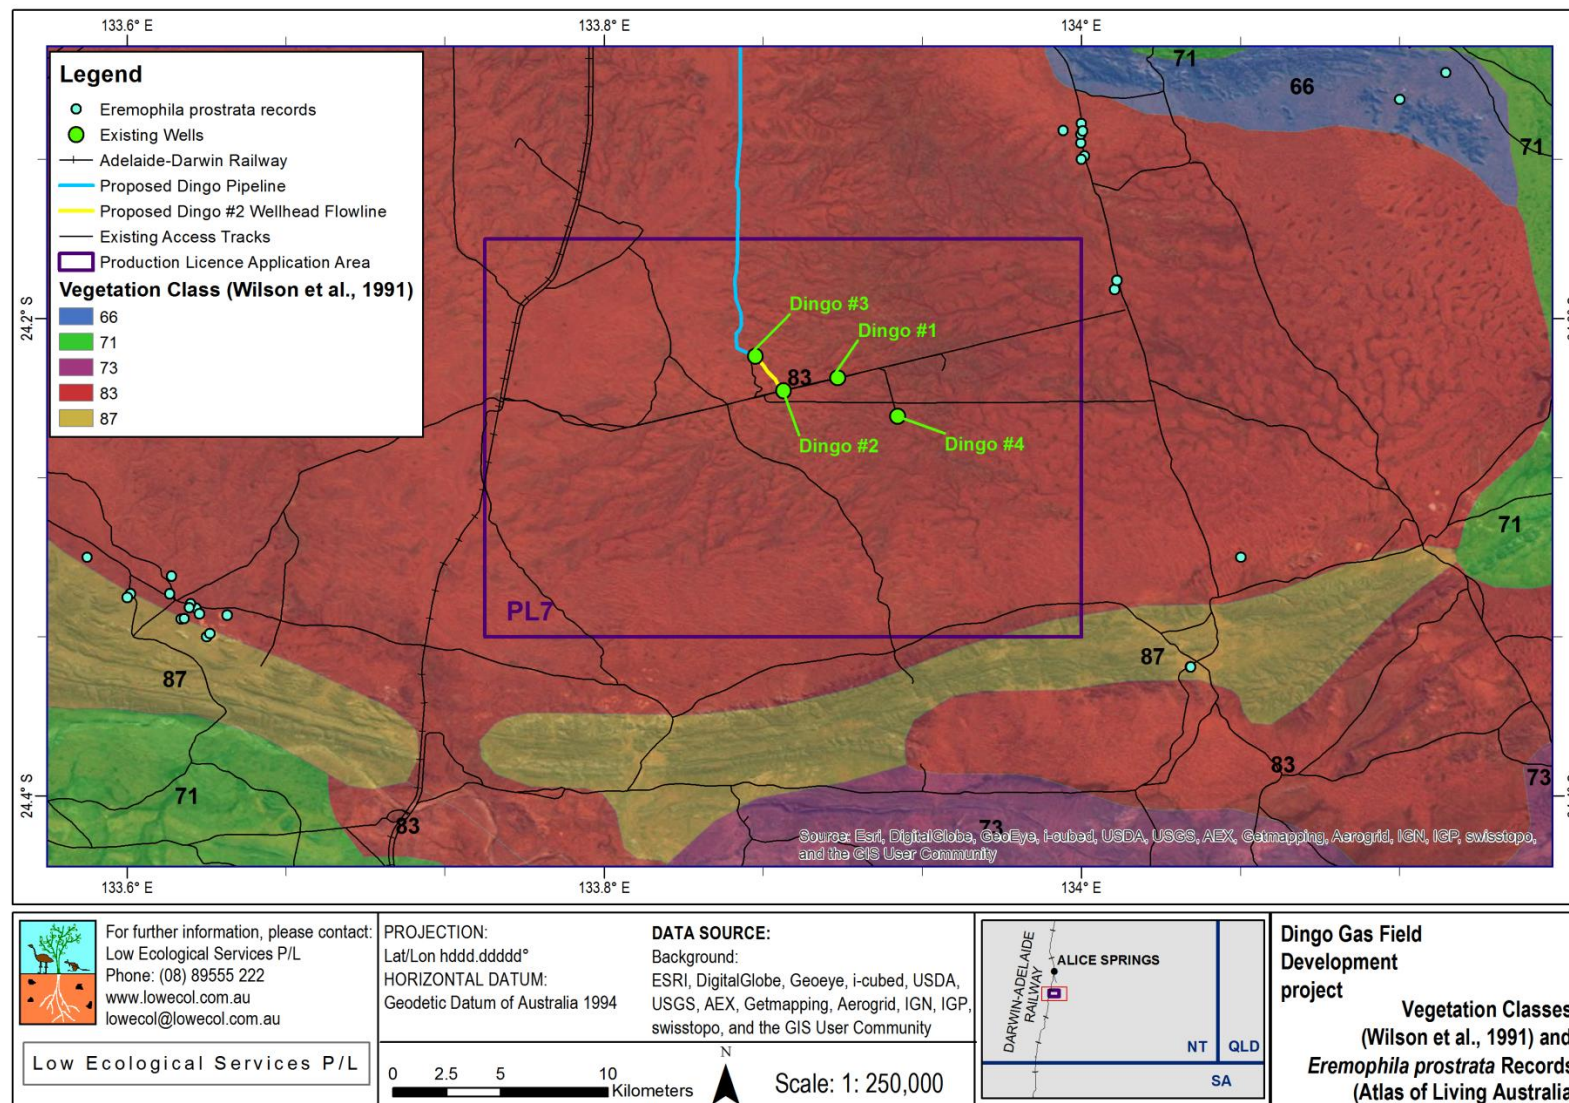 133.6° E
133.8° E
134° E
Legend
Eremophila prostrata records
Existing Wells
Adelaide-Darwin Railway
Proposed Dingo Pipeline
Proposed Dingo #2 Wellhead Flowline
Existing Access Tracks
Production Licence Application Area
Vegetation Class (Wilson et al., 1991)
66
71
73
83
87
71
66
71
24.2° S
Dingo #3
Dingo #1
83
Dingo #2
Dingo #4
71
PL7
87
87
83
73
71
24.4° S
83
73
Source: Esri, DigitalGlobe, GeoEye, i-cubed, USDA, USGS, AEX, Getmapping, Aerogrid, IGN, IGP, swisstopo,
and the GIS User Community
133.6° E
133.8° E
134° E
For further information, please contact:
Low Ecological Services P/L
Phone: (08) 89555 222
www.lowecol.com.au
lowecol@lowecol.com.au
Low Ecological Services P/L
PROJECTION:
Lat/Lon hddd.ddddd°
HORIZONTAL DATUM:
Geodetic Datum of Australia 1994
DATA SOURCE:
Background:
ESRI, DigitalGlobe, Geoeye, i-cubed, USDA,
USGS, AEX, Getmapping, Aerogrid, IGN, IGP,
swisstopo, and the GIS User Community
0 2.5 5 10
Kilometers
N
Scale: 1: 250,000
DARWIN-ADELAIDE
RAILWAY
ALICE SPRINGS
NT
QLD
SA
Dingo Gas Field
Development
project
Vegetation Classes
(Wilson et al., 1991) and
Eremophila prostrata Records
(Atlas of Living Australia